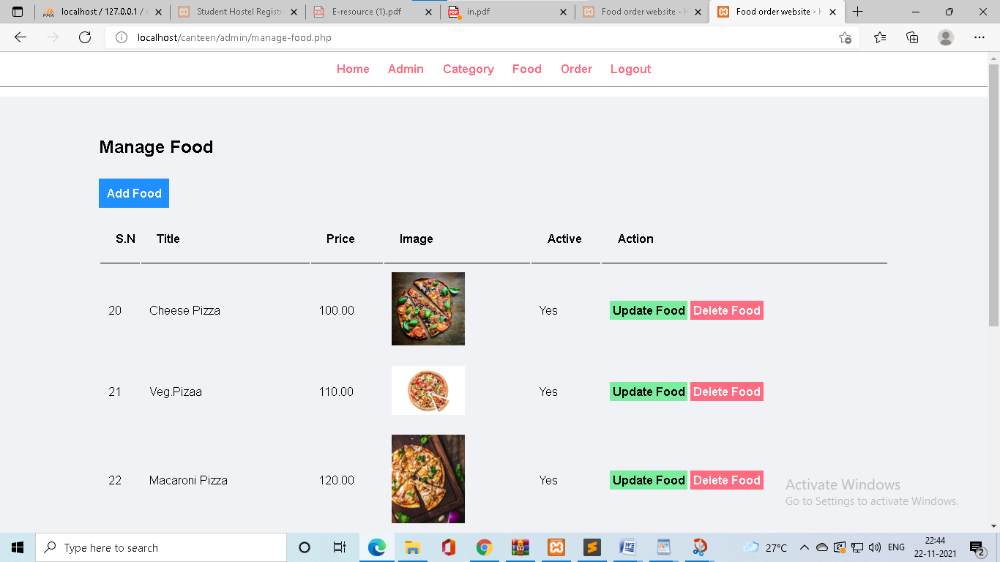 localhost / 127.0.0.1 / c
Student Hostel Registr
E-resource (1).pdf
in.pdf
Food order website - H
Food order website - H
localhost/canteen/admin/manage-food.php
Home Admin Category Food Order Logout
Manage Food
Add Food
S.N Title Price Image Active Action
20 Cheese Pizza 100.00 Yes Update Food Delete Food
21 Veg.Pizaa 110.00 Yes Update Food Delete Food
22 Macaroni Pizza 120.00 Yes Update Food Delete Food
Activate Windows
Go to Settings to activate Windows.
Type here to search
27°C
ENG
22:44
22-11-2021
2